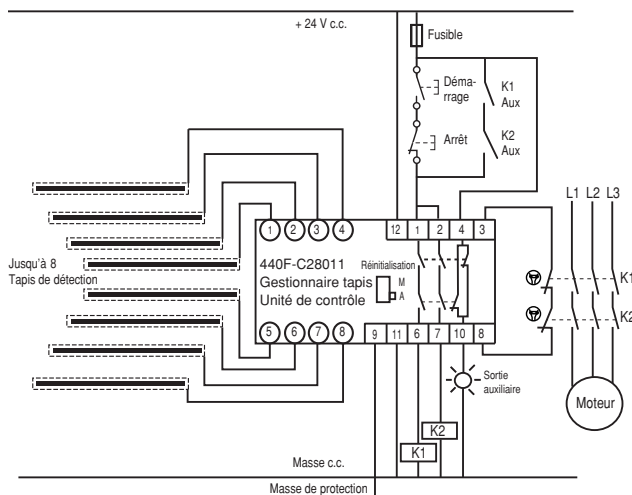 + 24 V c.c.
Fusible
Déma-
rrage
K1
Aux
Arrêt
K2
Aux
L1 L2 L3
1 2 3 4
12 1 2 4 3
Jusqu'à 8
Tapis de détection
440F-C28011
Gestionnaire tapis
Unité de contrôle
Réinitialisation
M
A
K1
K2
5 6 7 8
9 11 6 7 10 8
Sortie
auxiliaire
Moteur
K2
K1
Masse c.c.
Masse de protection